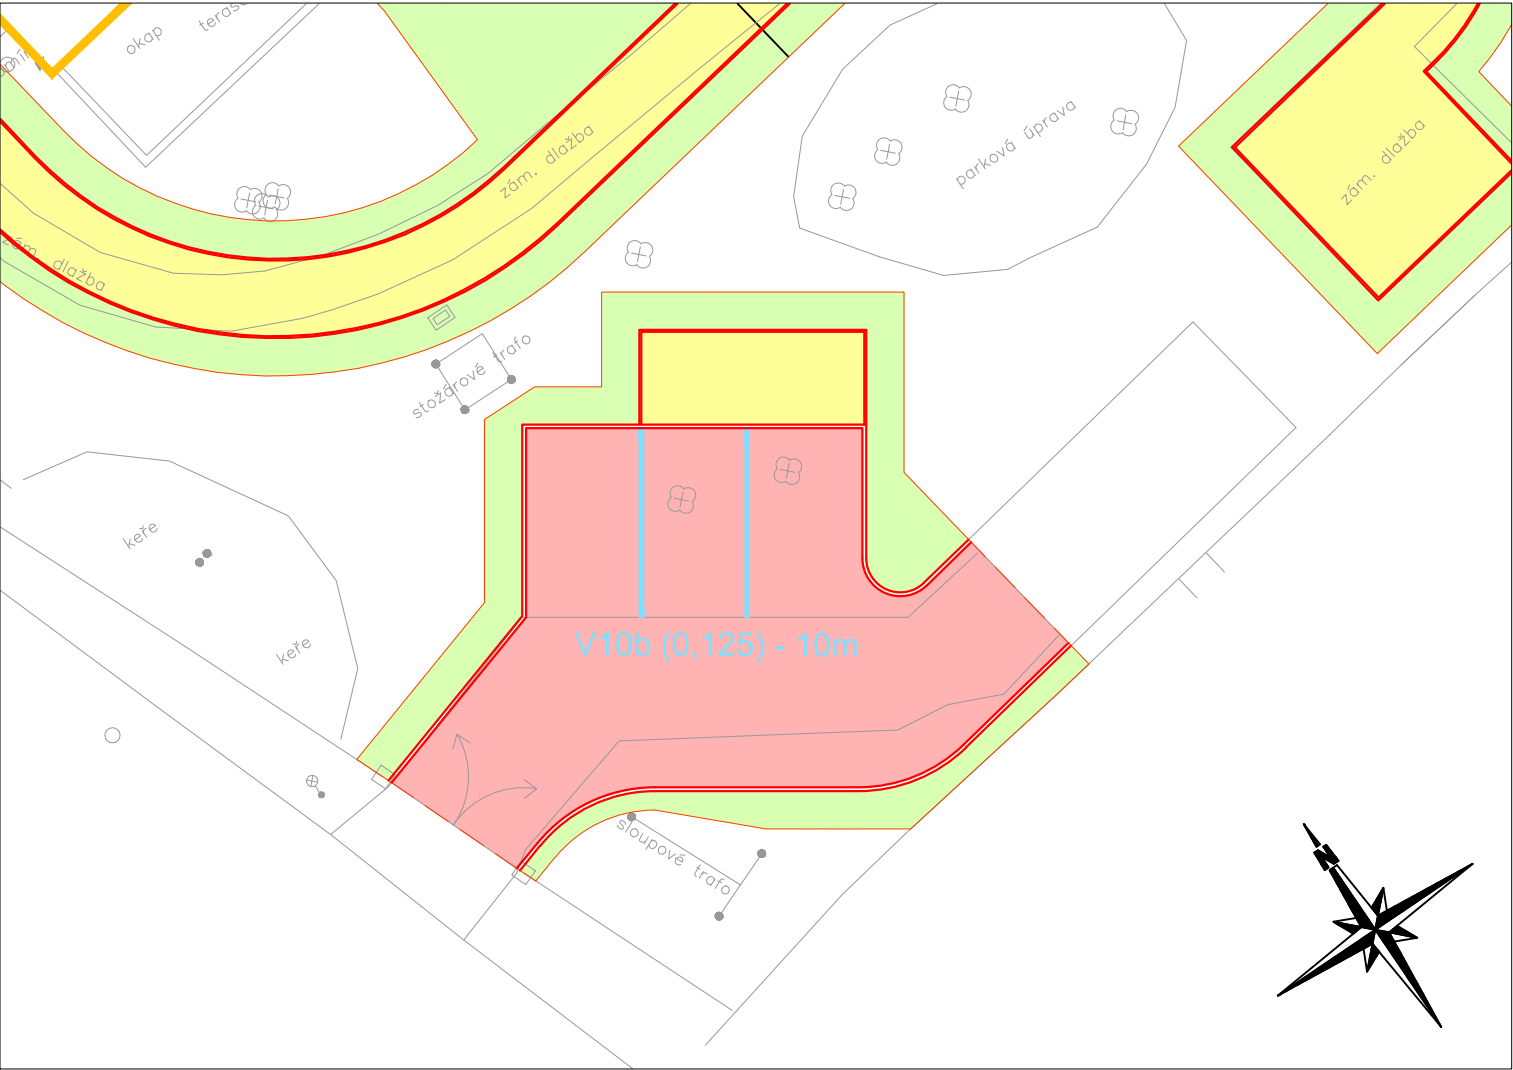 okap
zám. dlažba
parková úprava
zám. dlažba
zám. dlažba
stožárové trafo
keře
keře
V10b (0,125) - 10m
sloupové trafo
N